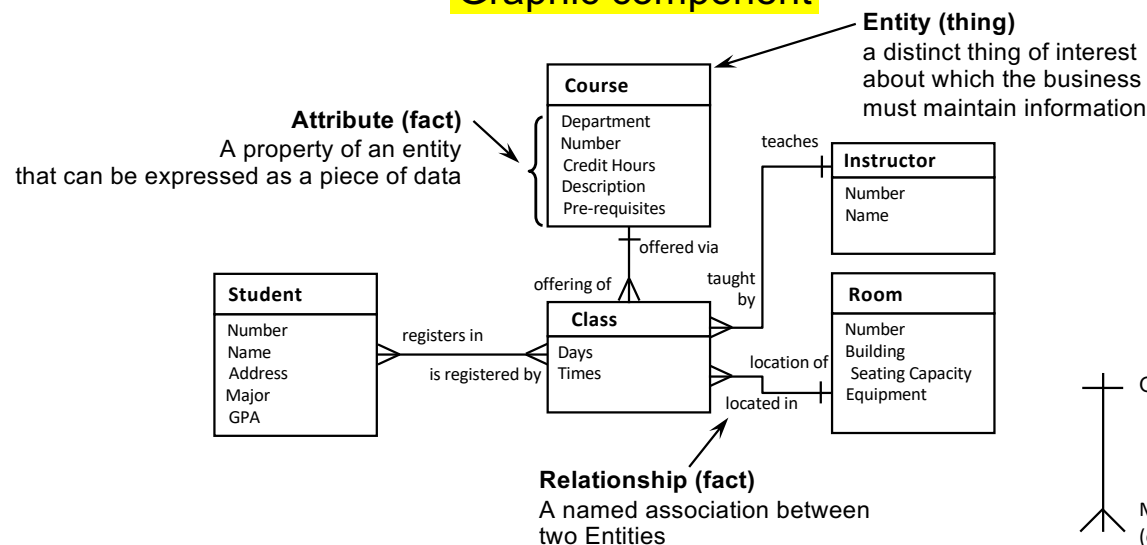 Graphic component
Entity (thing)
a distinct thing of interest
about which the business
must maintain information
Attribute (fact)
A property of an entity
that can be expressed as a piece of data
Course
Department
Number
Credit Hours
Description
Pre-requisites
teaches
Instructor
Number
Name
offered via
offering of
taught
by
Student
Number
Name
Address
Major
GPA
registers in
is registered by
Class
Days
Times
location of
located in
Room
Number
Building
Seating Capacity
Equipment
Relationship (fact)
A named association between
two Entities